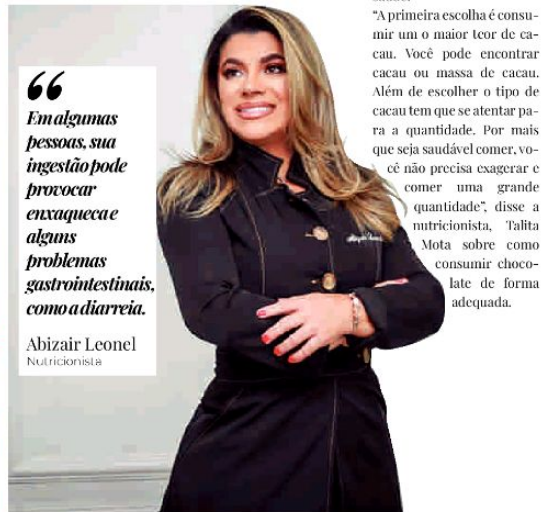 “A primeira escolha é consu-
mir um o maior teor de ca-
cau. Você pode encontrar
cacau ou massa de cacau.
Além de escolher o tipo de
cacau tem que se atentar pa-
ra a quantidade. Por mais
que seja saudável comer, vo-
cê não precisa exagerar e
comer uma grande
quantidade”, disse a
nutricionista, Talita
Mota sobre como
consumir choco-
late de forma
adequada.
“
Em algumas
pessoas, sua
ingestão pode
provocar
enxaqueca e
alguns
problemas
gastrointestinais,
como a diarreia.
Abizair Leonel
Nutricionista